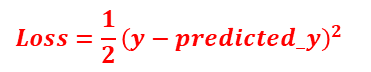 Loss = 1/2 (y − predicted_y)²